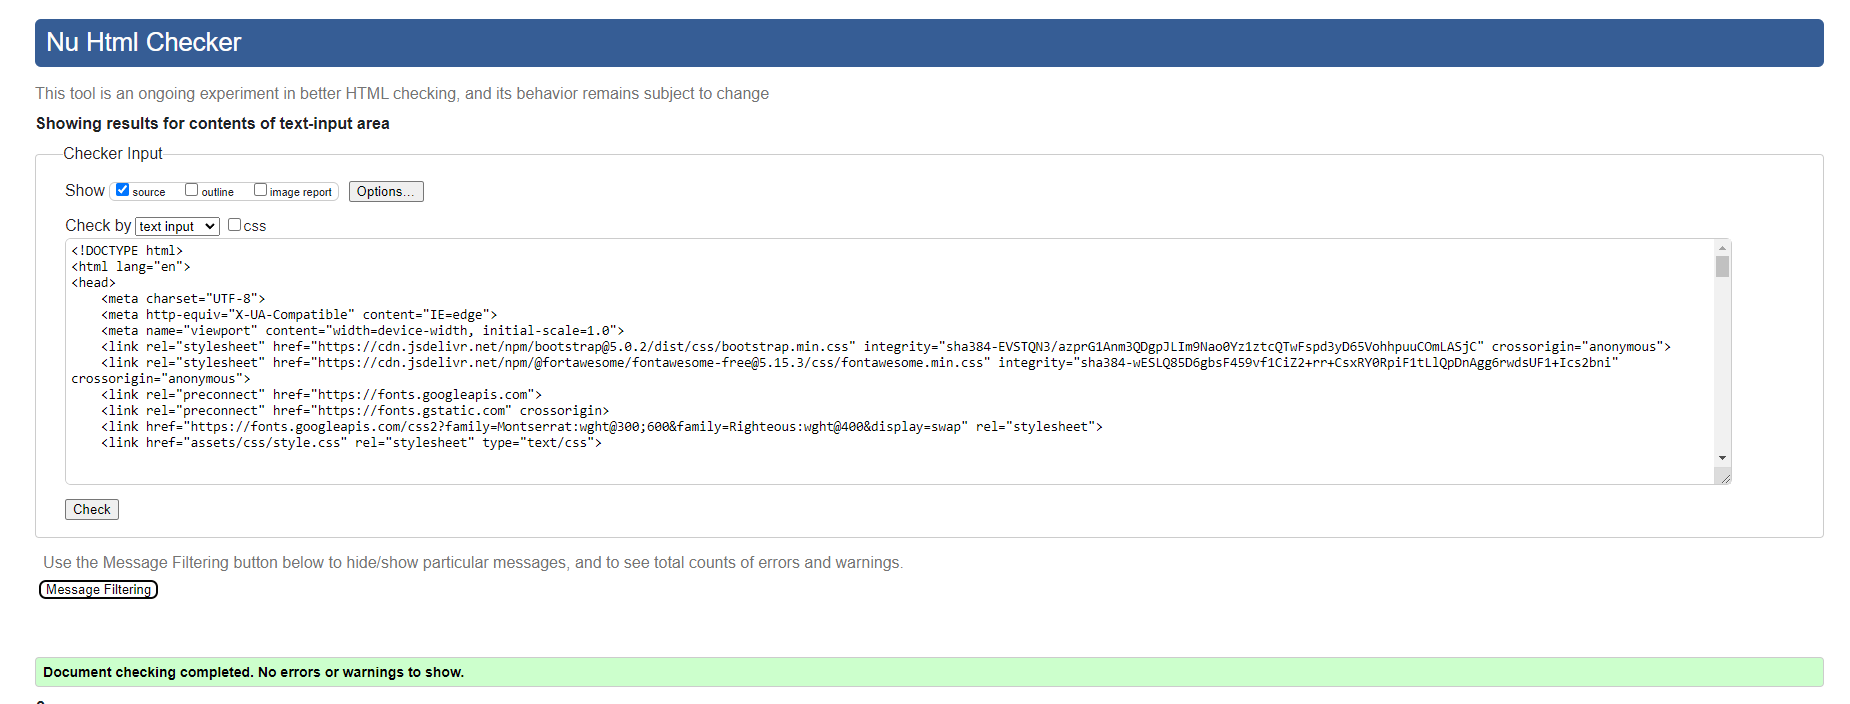 Nu Html Checker
This tool is an ongoing experiment in better HTML checking, and its behavior remains subject to change
Showing results for contents of text-input area
Checker Input
Show source outline image report Options...
Check by text input css
<!DOCTYPE html>
<html lang="en">
<head>
    <meta charset="UTF-8">
    <meta http-equiv="X-UA-Compatible" content="IE=edge">
    <meta name="viewport" content="width=device-width, initial-scale=1.0">
    <link rel="stylesheet" href="https://cdn.jsdelivr.net/npm/bootstrap@5.0.2/dist/css/bootstrap.min.css" integrity="sha384-EVSTQN3/azprG1Anm3QDgpJLIm9Nao0Yz1ztcQTwFspd3yD65VohhpuuCOmLASjC" crossorigin="anonymous">
    <link rel="stylesheet" href="https://cdn.jsdelivr.net/npm/@fortawesome/fontawesome-free@5.15.3/css/fontawesome.min.css" integrity="sha384-wESLQ85D6gbsF459vf1CiZ2+rr+CsxRY0RpiF1tLlQpDnAgg6rwdsUF1+Ics2bni"
crossorigin="anonymous">
    <link rel="preconnect" href="https://fonts.googleapis.com">
    <link rel="preconnect" href="https://fonts.gstatic.com" crossorigin>
    <link href="https://fonts.googleapis.com/css2?family=Montserrat:wght@300;600&family=Righteous:wght@400&display=swap" rel="stylesheet">
    <link href="assets/css/style.css" rel="stylesheet" type="text/css">
Check
Use the Message Filtering button below to hide/show particular messages, and to see total counts of errors and warnings.
Message Filtering
Document checking completed. No errors or warnings to show.